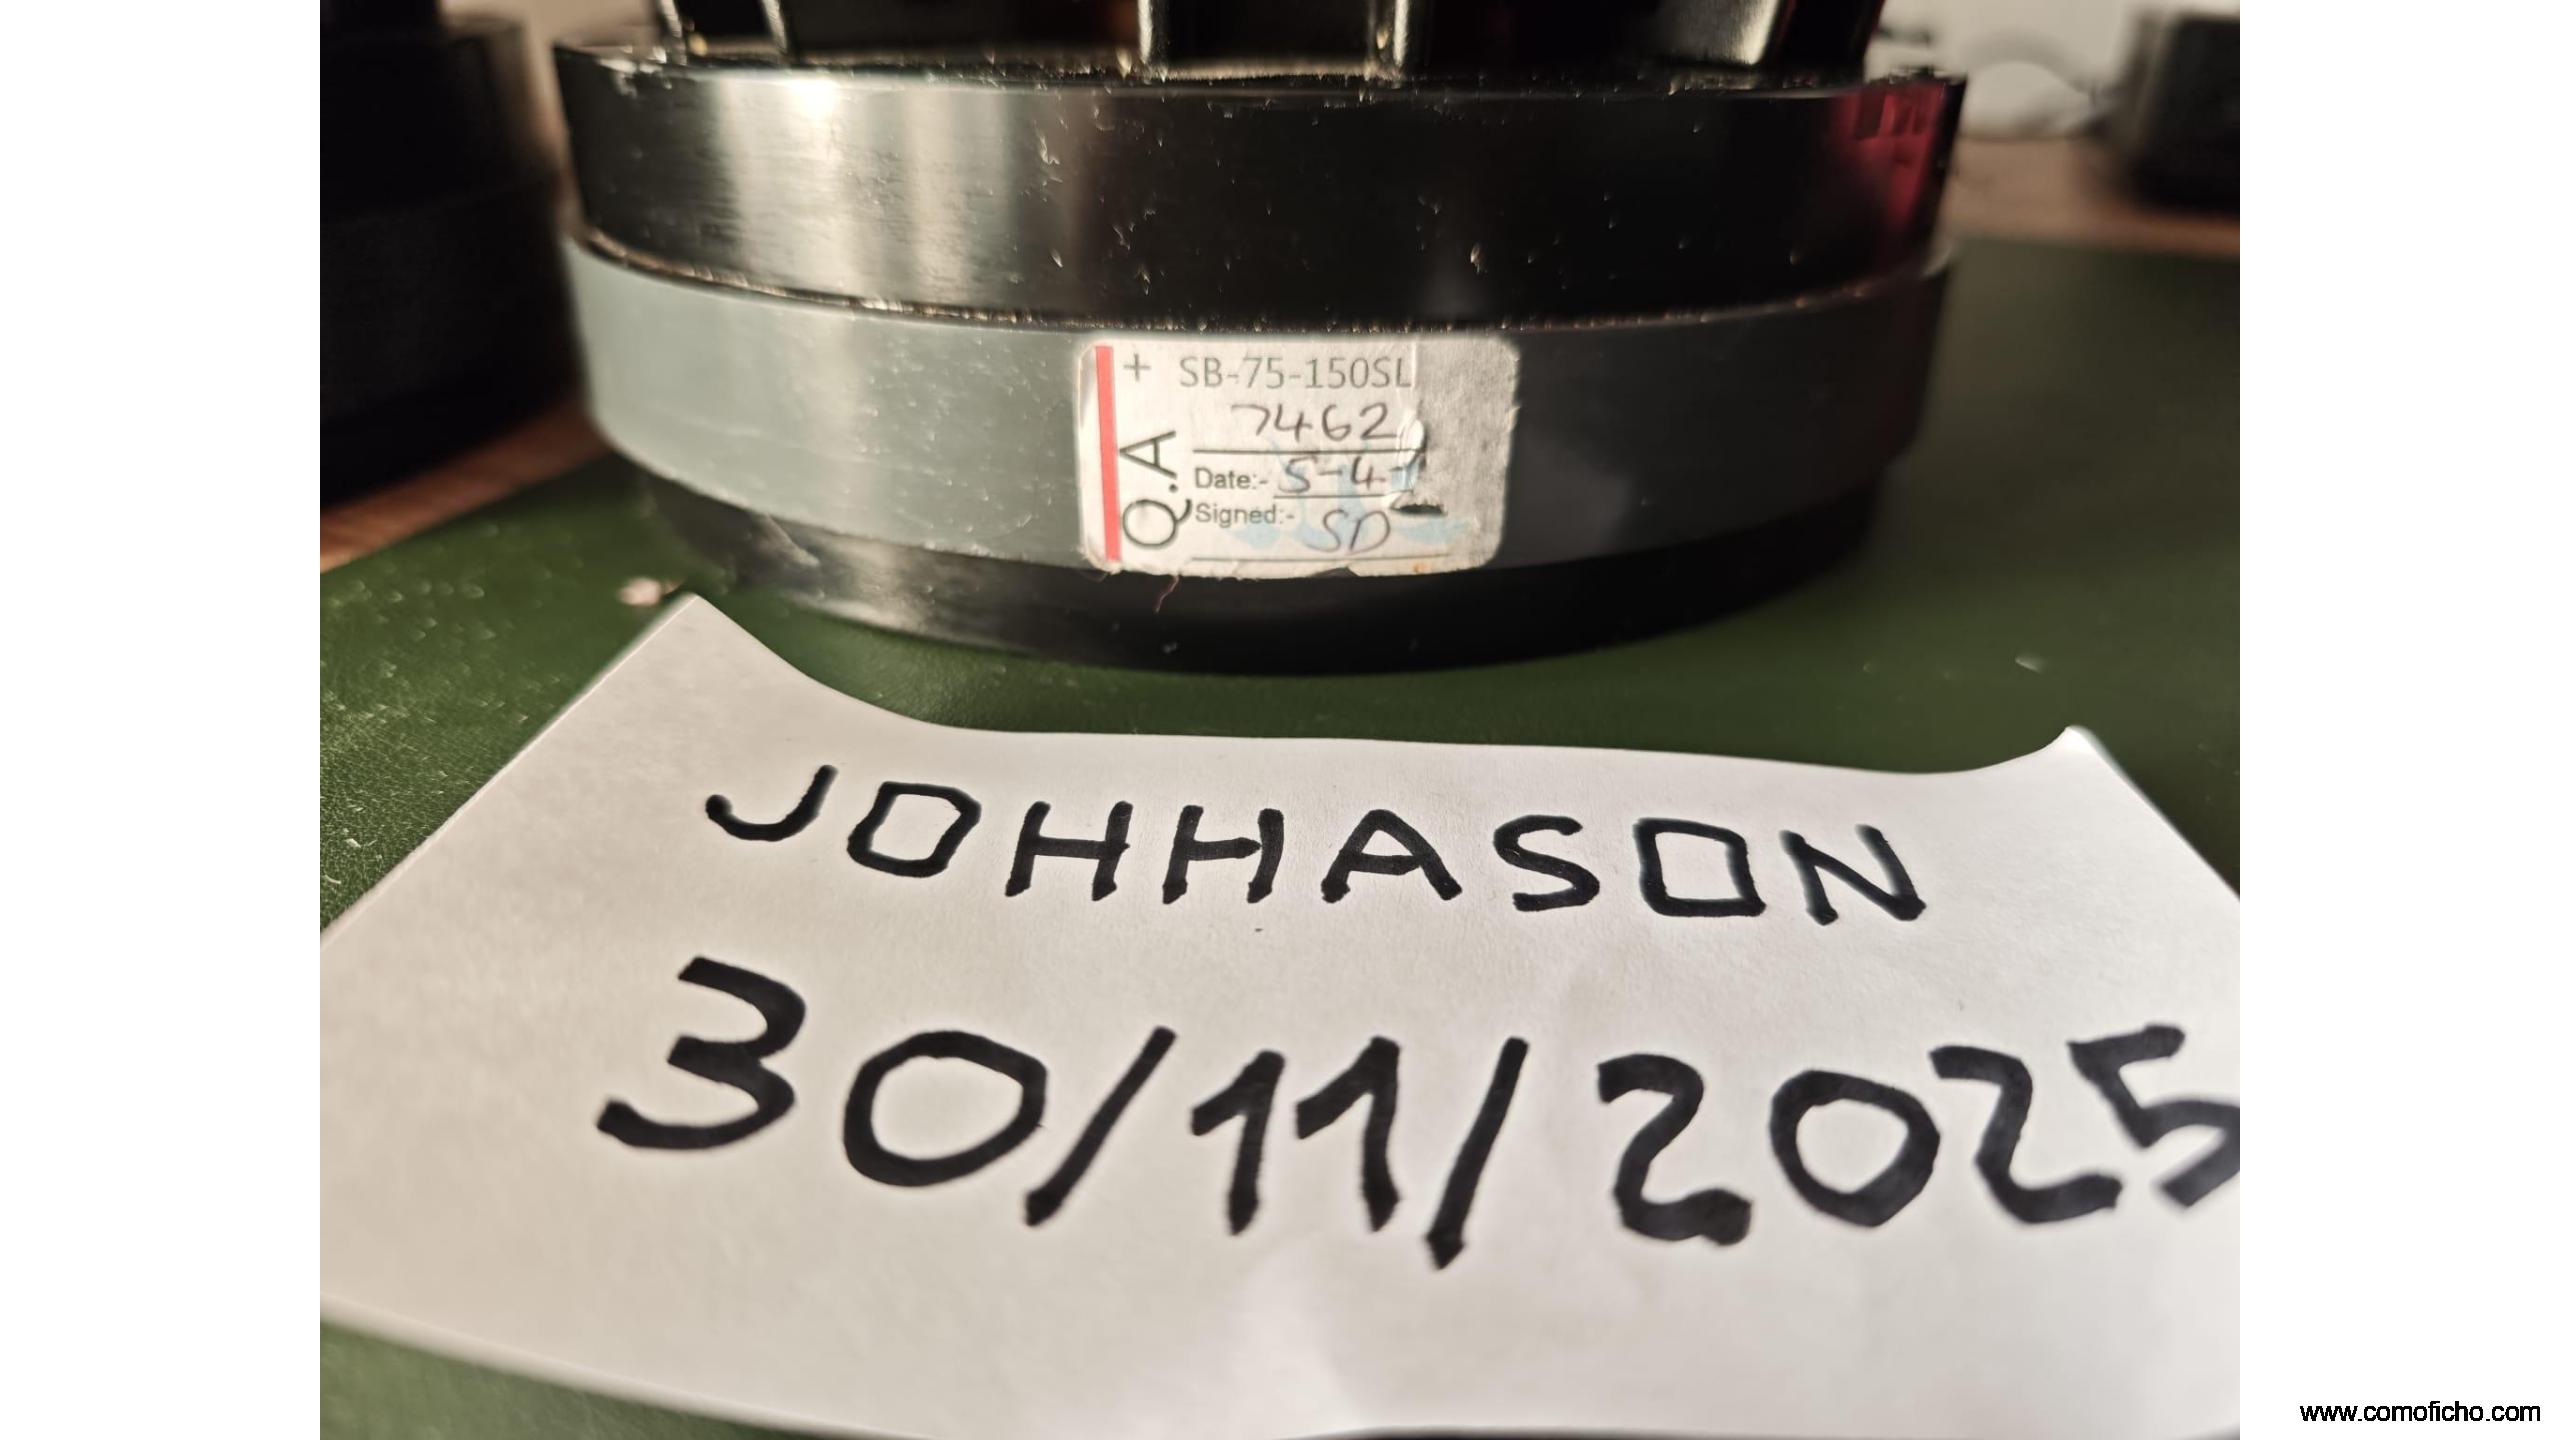 + SB-75-150SL
7462
Q.A
Date:- 5-4-
Signed:- SD
JOHHASON
30/11/2025
www.comoficho.com